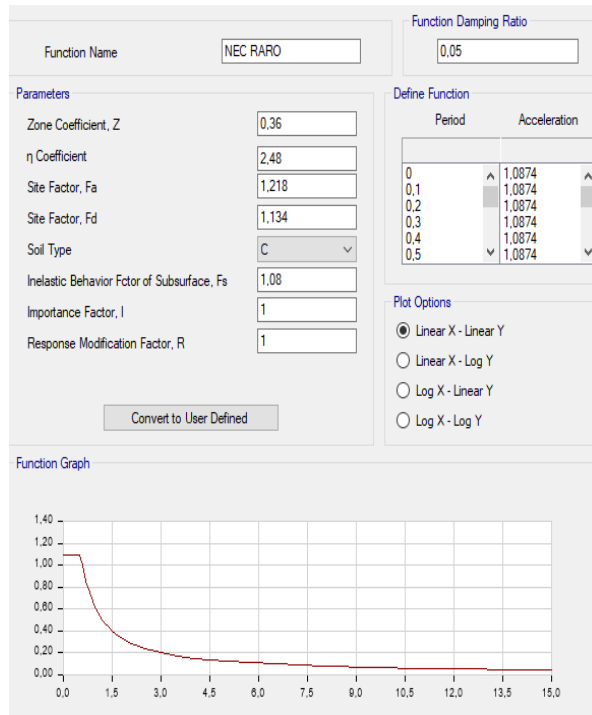 Function Damping Ratio
Function Name NEC RARO 0,05
Parameters
Zone Coefficient, Z 0,36
η Coefficient 2,48
Site Factor, Fa 1,218
Site Factor, Fd 1,134
Soil Type C
Inelastic Behavior Fctor of Subsurface, Fs 1,08
Importance Factor, I 1
Response Modification Factor, R 1
Convert to User Defined
Define Function
Period Acceleration
0 1,0874
0,1 1,0874
0,2 1,0874
0,3 1,0874
0,4 1,0874
0,5 1,0874
Plot Options
Linear X - Linear Y
Linear X - Log Y
Log X - Linear Y
Log X - Log Y
Function Graph
1,40
1,20
1,00
0,80
0,60
0,40
0,20
0,00
0,0 1,5 3,0 4,5 6,0 7,5 9,0 10,5 12,0 13,5 15,0